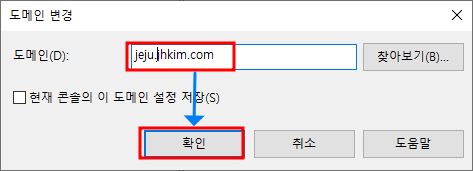 도메인 변경
도메인(D): jeju.jhkim.com 찾아보기(B)...
현재 콘솔의 이 도메인 설정 저장(S)
확인 취소 도움말